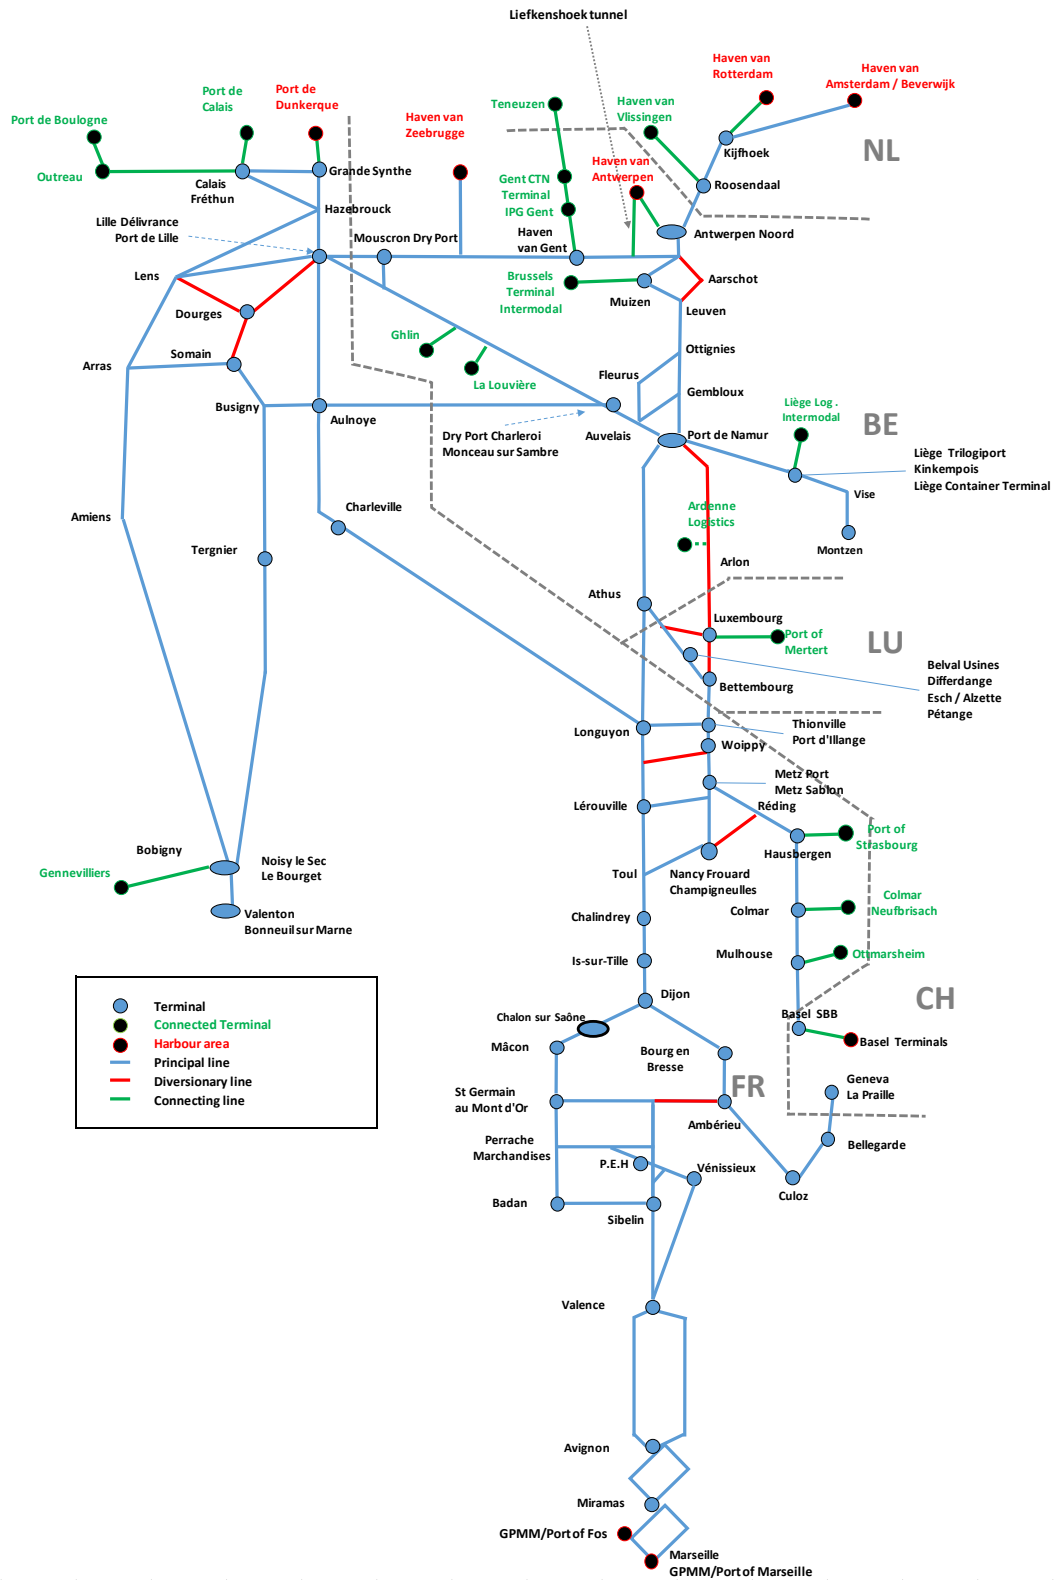 Liefkenshoek tunnel
Haven van
Rotterdam
Haven van
Amsterdam / Beverwijk
Port de
Calais
Port de
Dunkerque
Port de Boulogne
Teneuzen
Haven van
Vlissingen
Haven van
Zeebrugge
Kijfhoek
NL
Outreau
Calais
Fréthun
Grande Synthe
Haven van
Antwerpen
Gent CTN
Terminal
IPG Gent
Roosendaal
Hazebrouck
Lille Délivrance
Port de Lille
Mouscron Dry Port
Haven
van Gent
Antwerpen Noord
Lens
Brussels
Terminal
Intermodal
Muizen
Aarschot
Leuven
Dourges
Ghlin
Ottignies
Somain
Arras
La Louvière
Fleurus
Gembloux
Busigny
Aulnoye
Liège Log .
Intermodal
BE
Dry Port Charleroi
Monceau sur Sambre
Auvelais
Port de Namur
Liège Trilogiport
Kinkempois
Liège Container Terminal
Vise
Amiens
Charleville
Ardenne
Logistics
Montzen
Tergnier
Arlon
Athus
Luxembourg
Port of
Mertert
LU
Belval Usines
Differdange
Esch / Alzette
Pétange
Bettembourg
Longuyon
Thionville
Port d'Illange
Woippy
Metz Port
Metz Sablon
Lérouville
Réding
Port of
Strasbourg
Hausbergen
Bobigny
Noisy le Sec
Le Bourget
Gennevilliers
Toul
Nancy Frouard
Champigneulles
Colmar
Colmar
Neufbrisach
Valenton
Bonneuil sur Marne
Chalindrey
Mulhouse
Ottmarsheim
Is-sur-Tille
CH
Dijon
Chalon sur Saône
Basel SBB
Basel Terminals
Terminal
Connected Terminal
Harbour area
Principal line
Diversionary line
Connecting line
Mâcon
Bourg en
Bresse
FR
Geneva
La Praille
St Germain
au Mont d'Or
Ambérieu
Bellegarde
Perrache
Marchandises
P.E.H
Vénissieux
Culoz
Badan
Sibelin
Valence
Avignon
Miramas
GPMM/Port of Fos
Marseille
GPMM/Port of Marseille